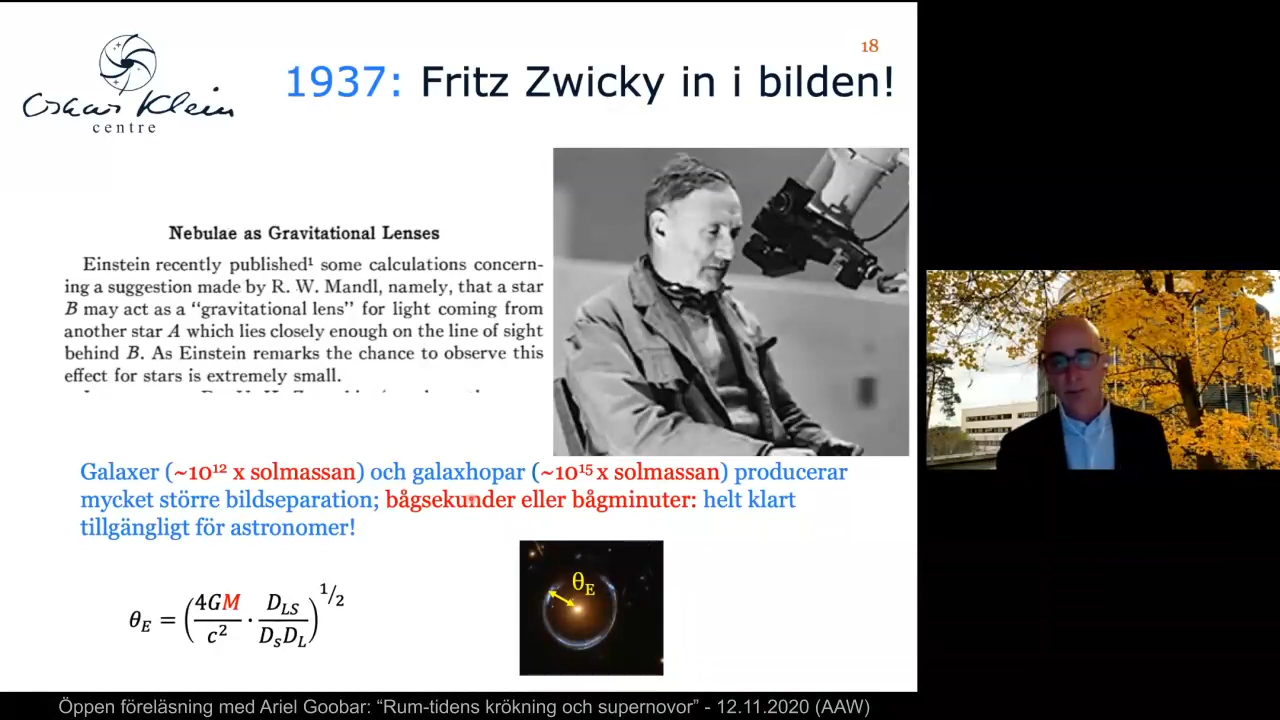 18
Oskar Klein
centre
1937: Fritz Zwicky in i bilden!
Nebulae as Gravitational Lenses
Einstein recently published¹ some calculations concern-
ing a suggestion made by R. W. Mandl, namely, that a star
B may act as a “gravitational lens” for light coming from
another star A which lies closely enough on the line of sight
behind B. As Einstein remarks the chance to observe this
effect for stars is extremely small.
Galaxer (~10¹² x solmassan) och galaxhopar (~10¹⁵ x solmassan) producerar
mycket större bildseparation; bågsekunder eller bågminuter: helt klart
tillgängligt för astronomer!
θ_E = (4GM/c² · D_LS/D_sD_L)^1/2
θ_E
Öppen föreläsning med Ariel Goobar: “Rum-tidens krökning och supernovor” - 12.11.2020 (AAW)